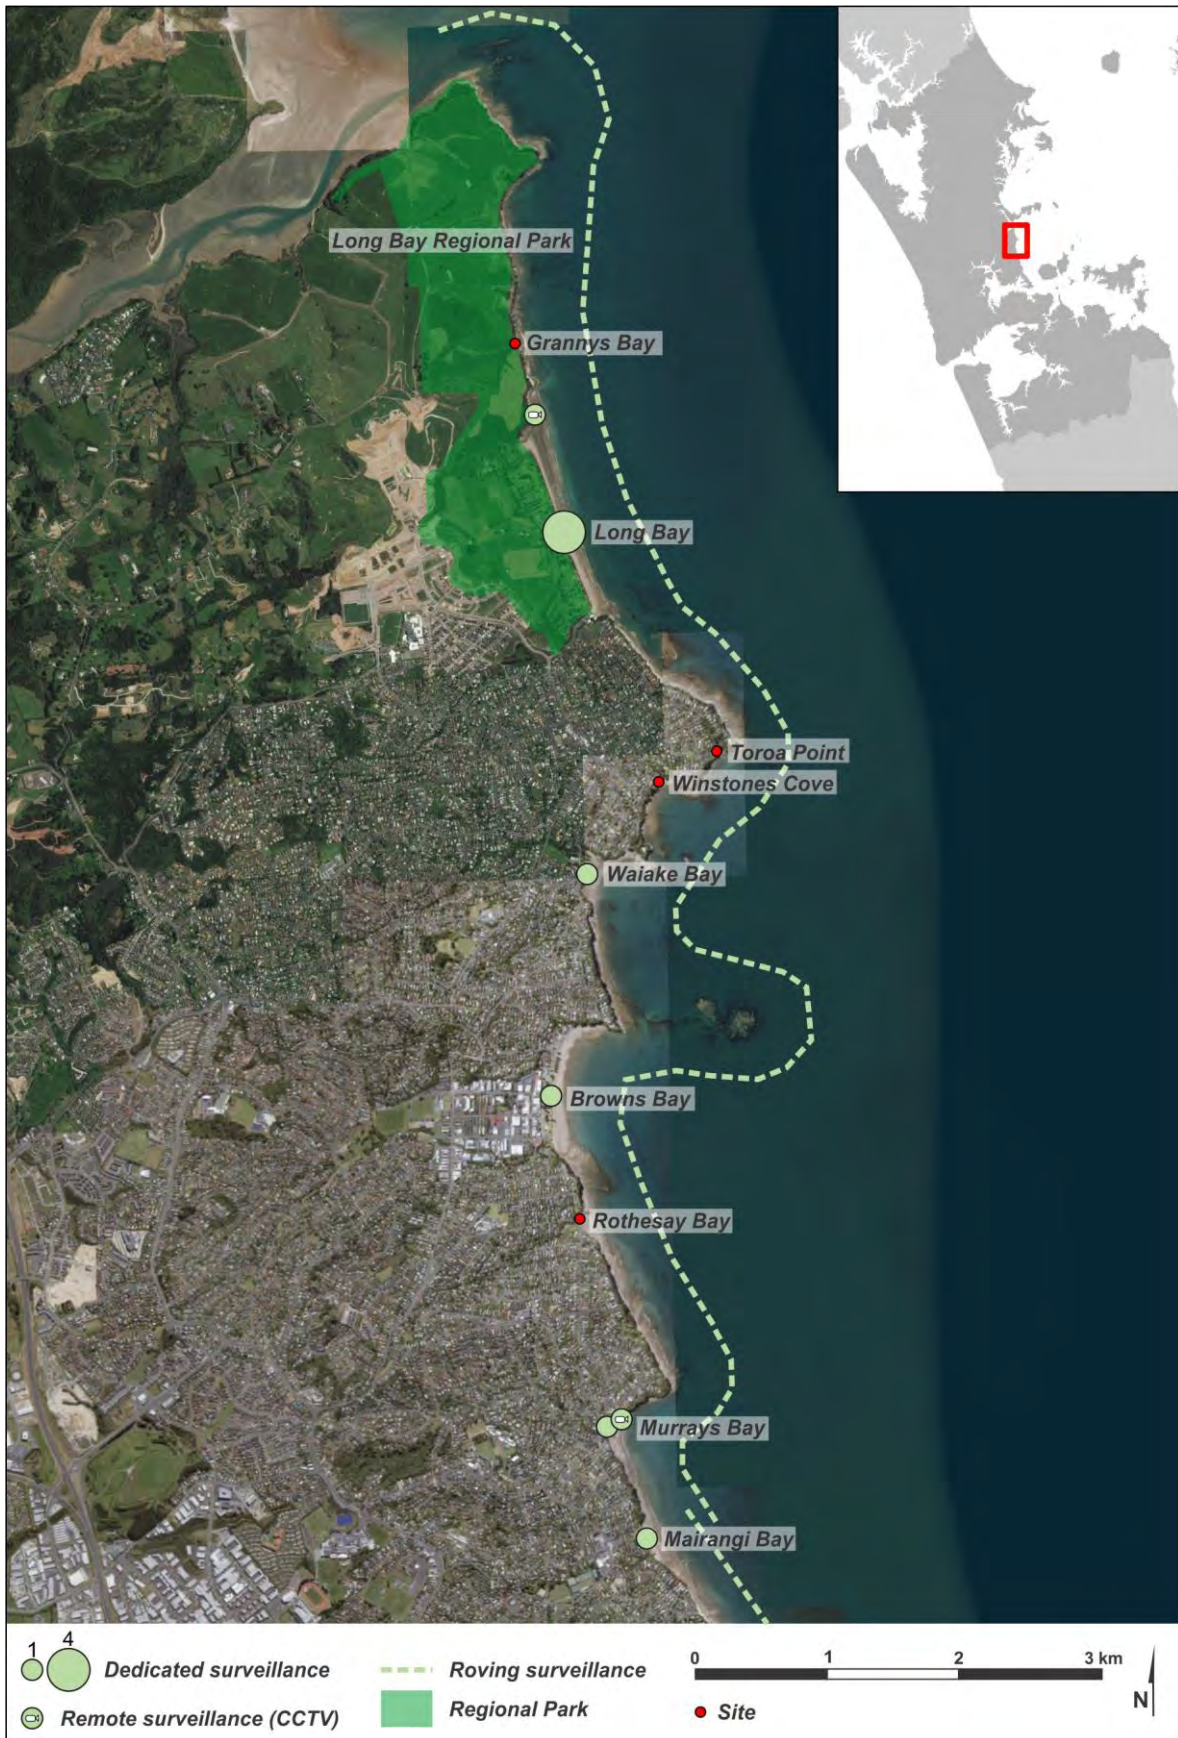 Long Bay Regional Park
Grannys Bay
Long Bay
Toroa Point
Winstones Cove
Waiake Bay
Browns Bay
Rothesay Bay
Murrays Bay
Mairangi Bay
1 4
Dedicated surveillance
Remote surveillance (CCTV)
Roving surveillance
Regional Park
0 1 2 3 km
Site
N